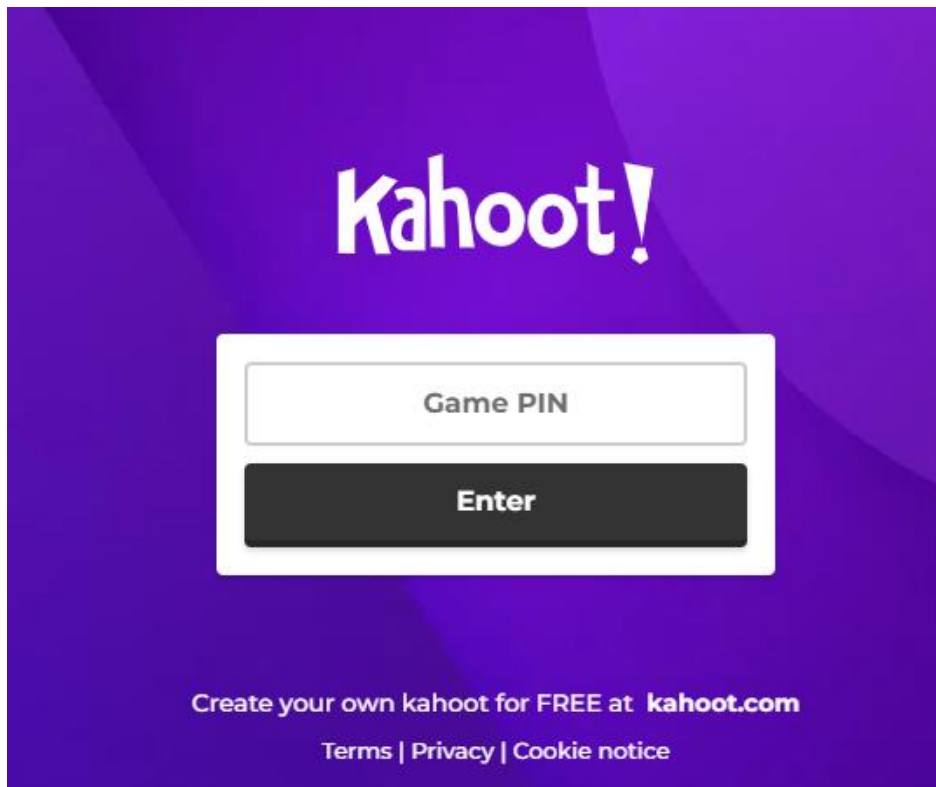 Kahoot!
Game PIN
Enter
Create your own kahoot for FREE at kahoot.com
Terms | Privacy | Cookie notice